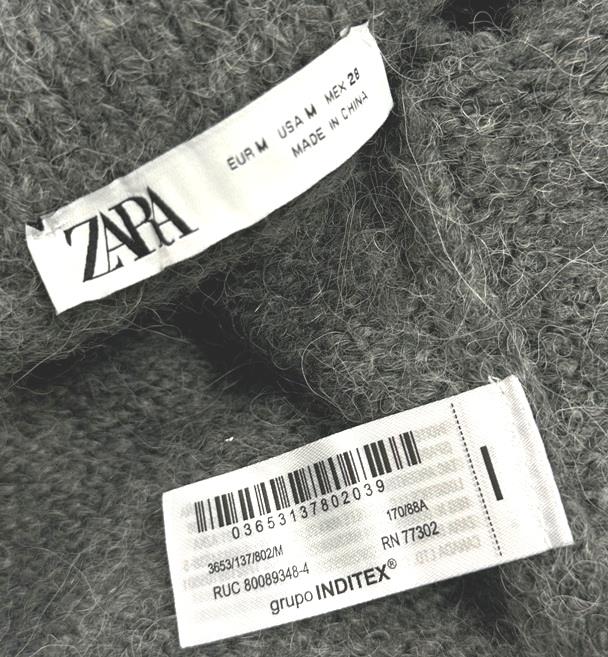 ZARA
EUR M USA M MEX 28
MADE IN CHINA
03653137802039
3653/137/802/M 170/88A
RUC 80089348-4 RN 77302
grupo INDITEX®